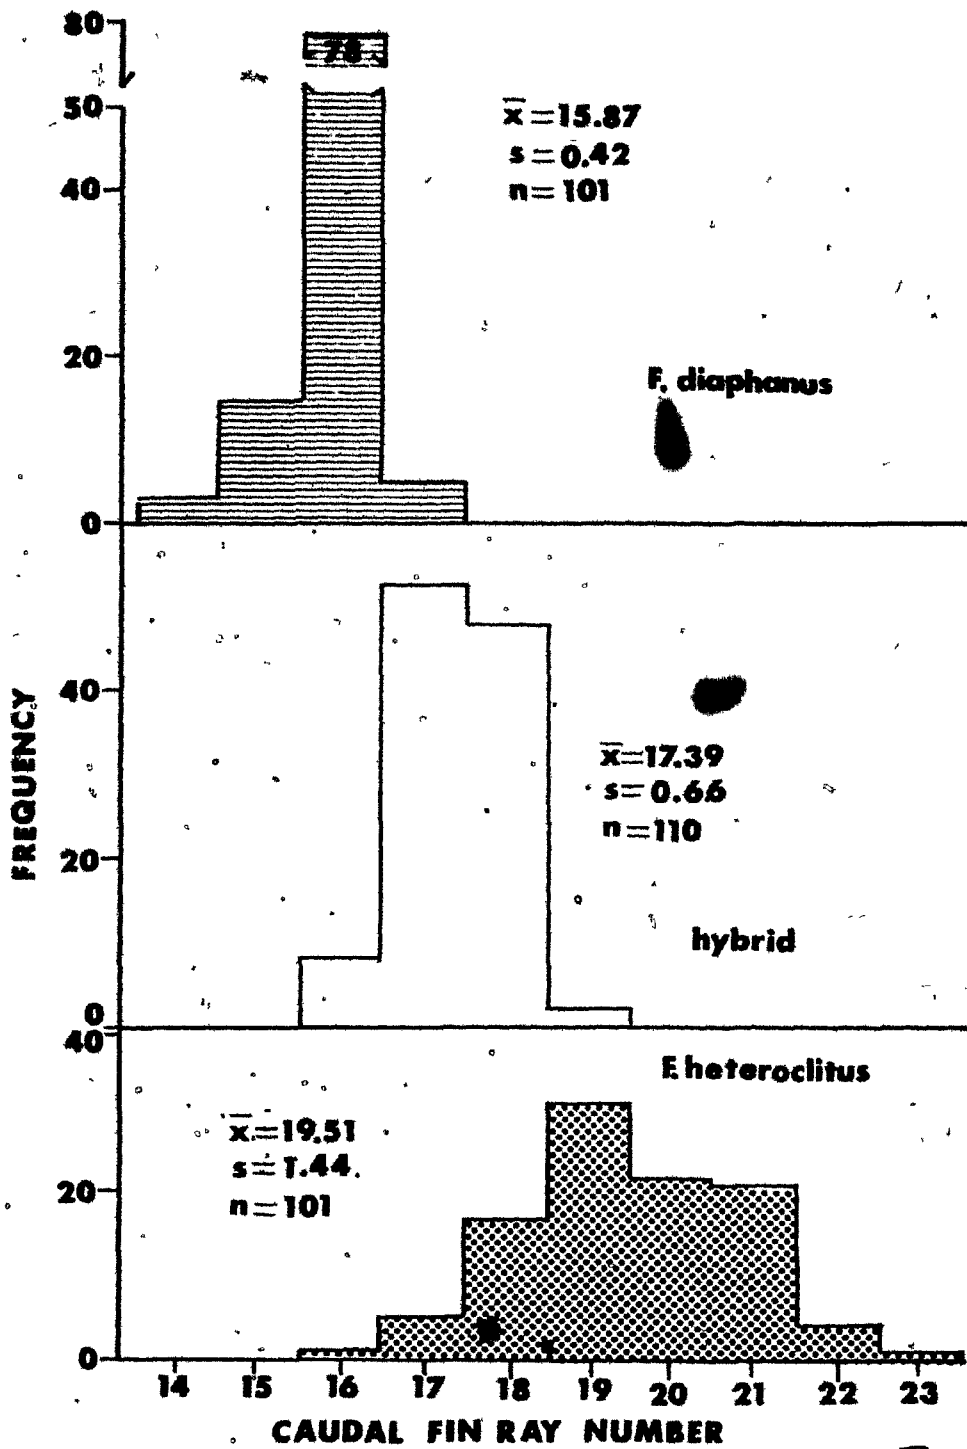 80
78
50
x̄=15.87
s=0.42
40
n=101
20
F. diaphanus
0
40
x̄=17.39
s=0.66
n=110
20
hybrid
0
FREQUENCY
40
F. heteroclitus
x̄=19.51
s=1.44
20
n=101
0
14 15 16 17 18 19 20 21 22 23
CAUDAL FIN RAY NUMBER